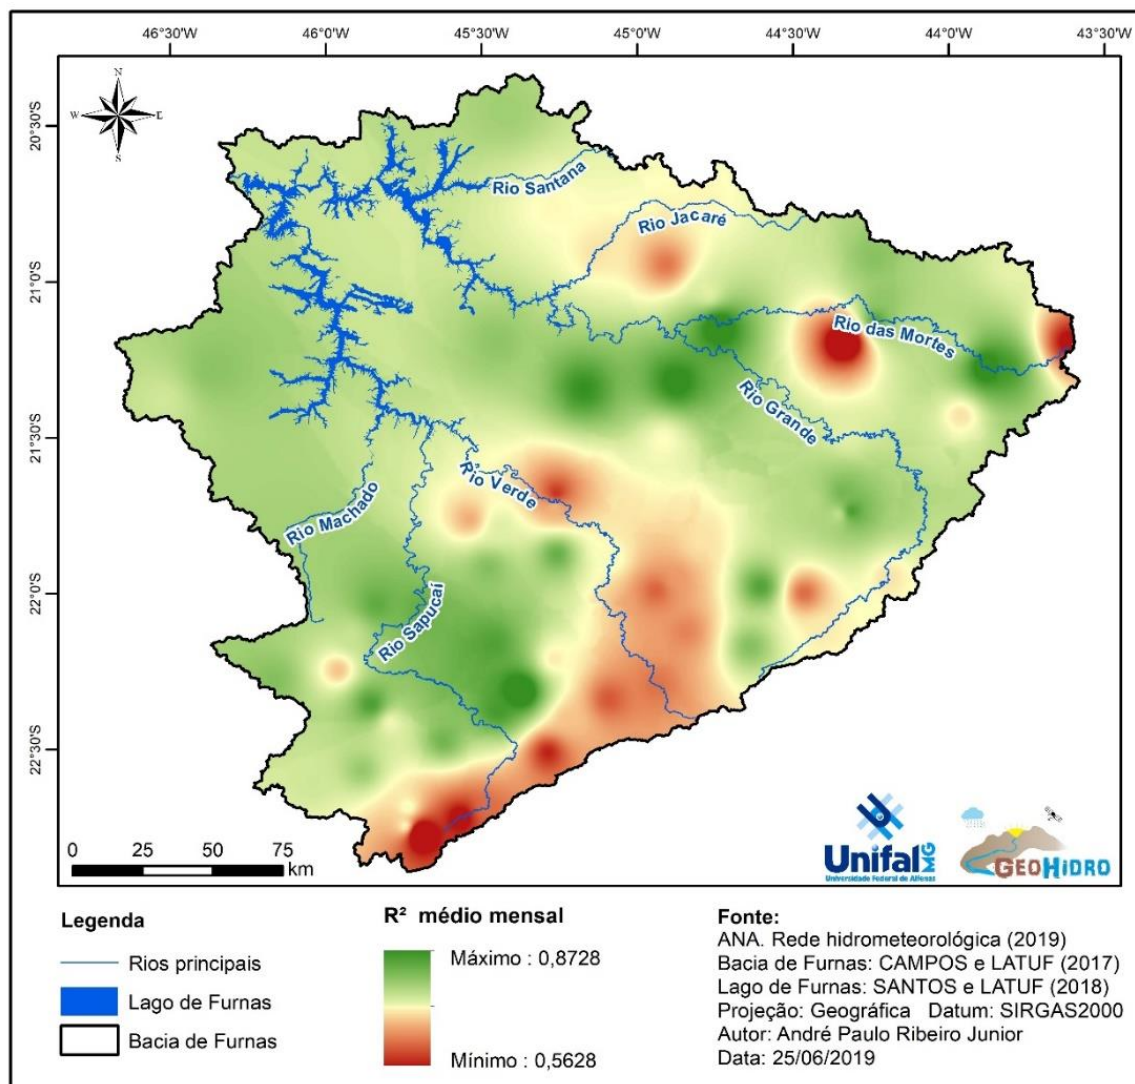 46°30'W 46°0'W 45°30'W 45°0'W 44°30'W 44°0'W 43°30'W
N
W E
S
20°30'S
21°0'S
21°30'S
22°0'S
22°30'S
Rio Santana
Rio Jacaré
Rio das Mortes
Rio Grande
Rio Verde
Rio Machado
Rio Sapucaí
0 25 50 75
km
Unifal MG
Universidade Federal de Alfenas
GEOHIDRO
Legenda
Rios principais
Lago de Furnas
Bacia de Furnas
R² médio mensal
Máximo : 0,8728
Mínimo : 0,5628
Fonte:
ANA. Rede hidrometeorológica (2019)
Bacia de Furnas: CAMPOS e LATUF (2017)
Lago de Furnas: SANTOS e LATUF (2018)
Projeção: Geográfica Datum: SIRGAS2000
Autor: André Paulo Ribeiro Junior
Data: 25/06/2019